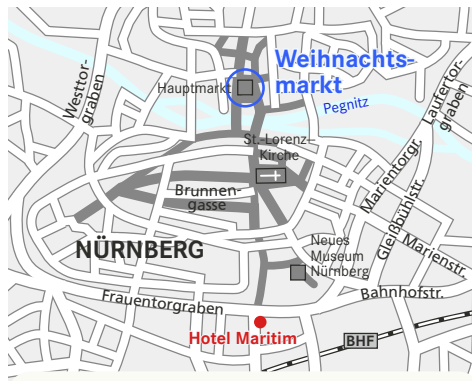 Weihnachts-
markt
Hauptmarkt
Pegnitz
Westtor-
graben
Laufertor-
graben
St.-Lorenz-
Kirche
Marientorgr.
Gleißbühlstr.
Brunnen-
gasse
Marienstr.
NÜRNBERG
Neues
Museum
Nürnberg
Bahnhofstr.
Frauentorgraben
Hotel Maritim
BHF